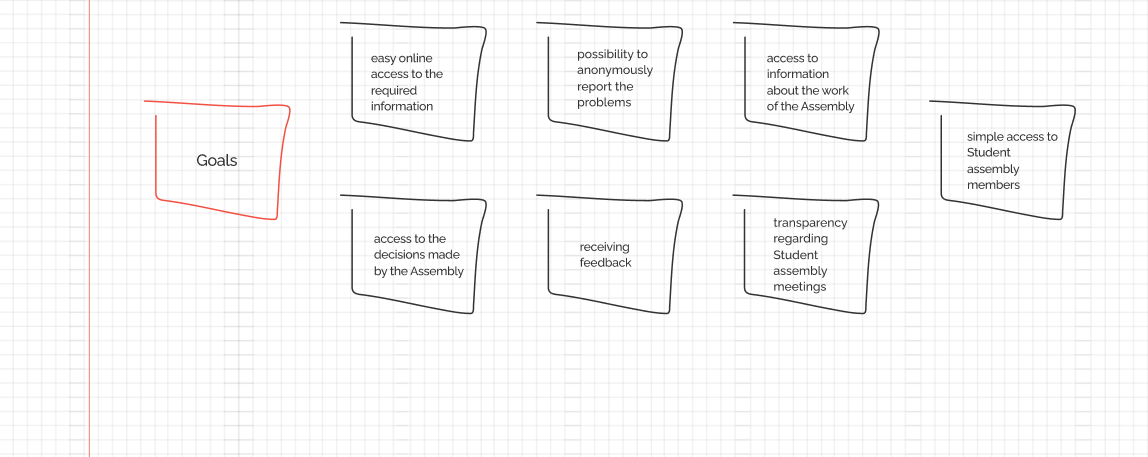 Goals
easy online
access to the
required
information
possibility to
anonymously
report the
problems
access to
information
about the work
of the Assembly
simple access to
Student
assembly
members
access to the
decisions made
by the Assembly
receiving
feedback
transparency
regarding
Student
assembly
meetings